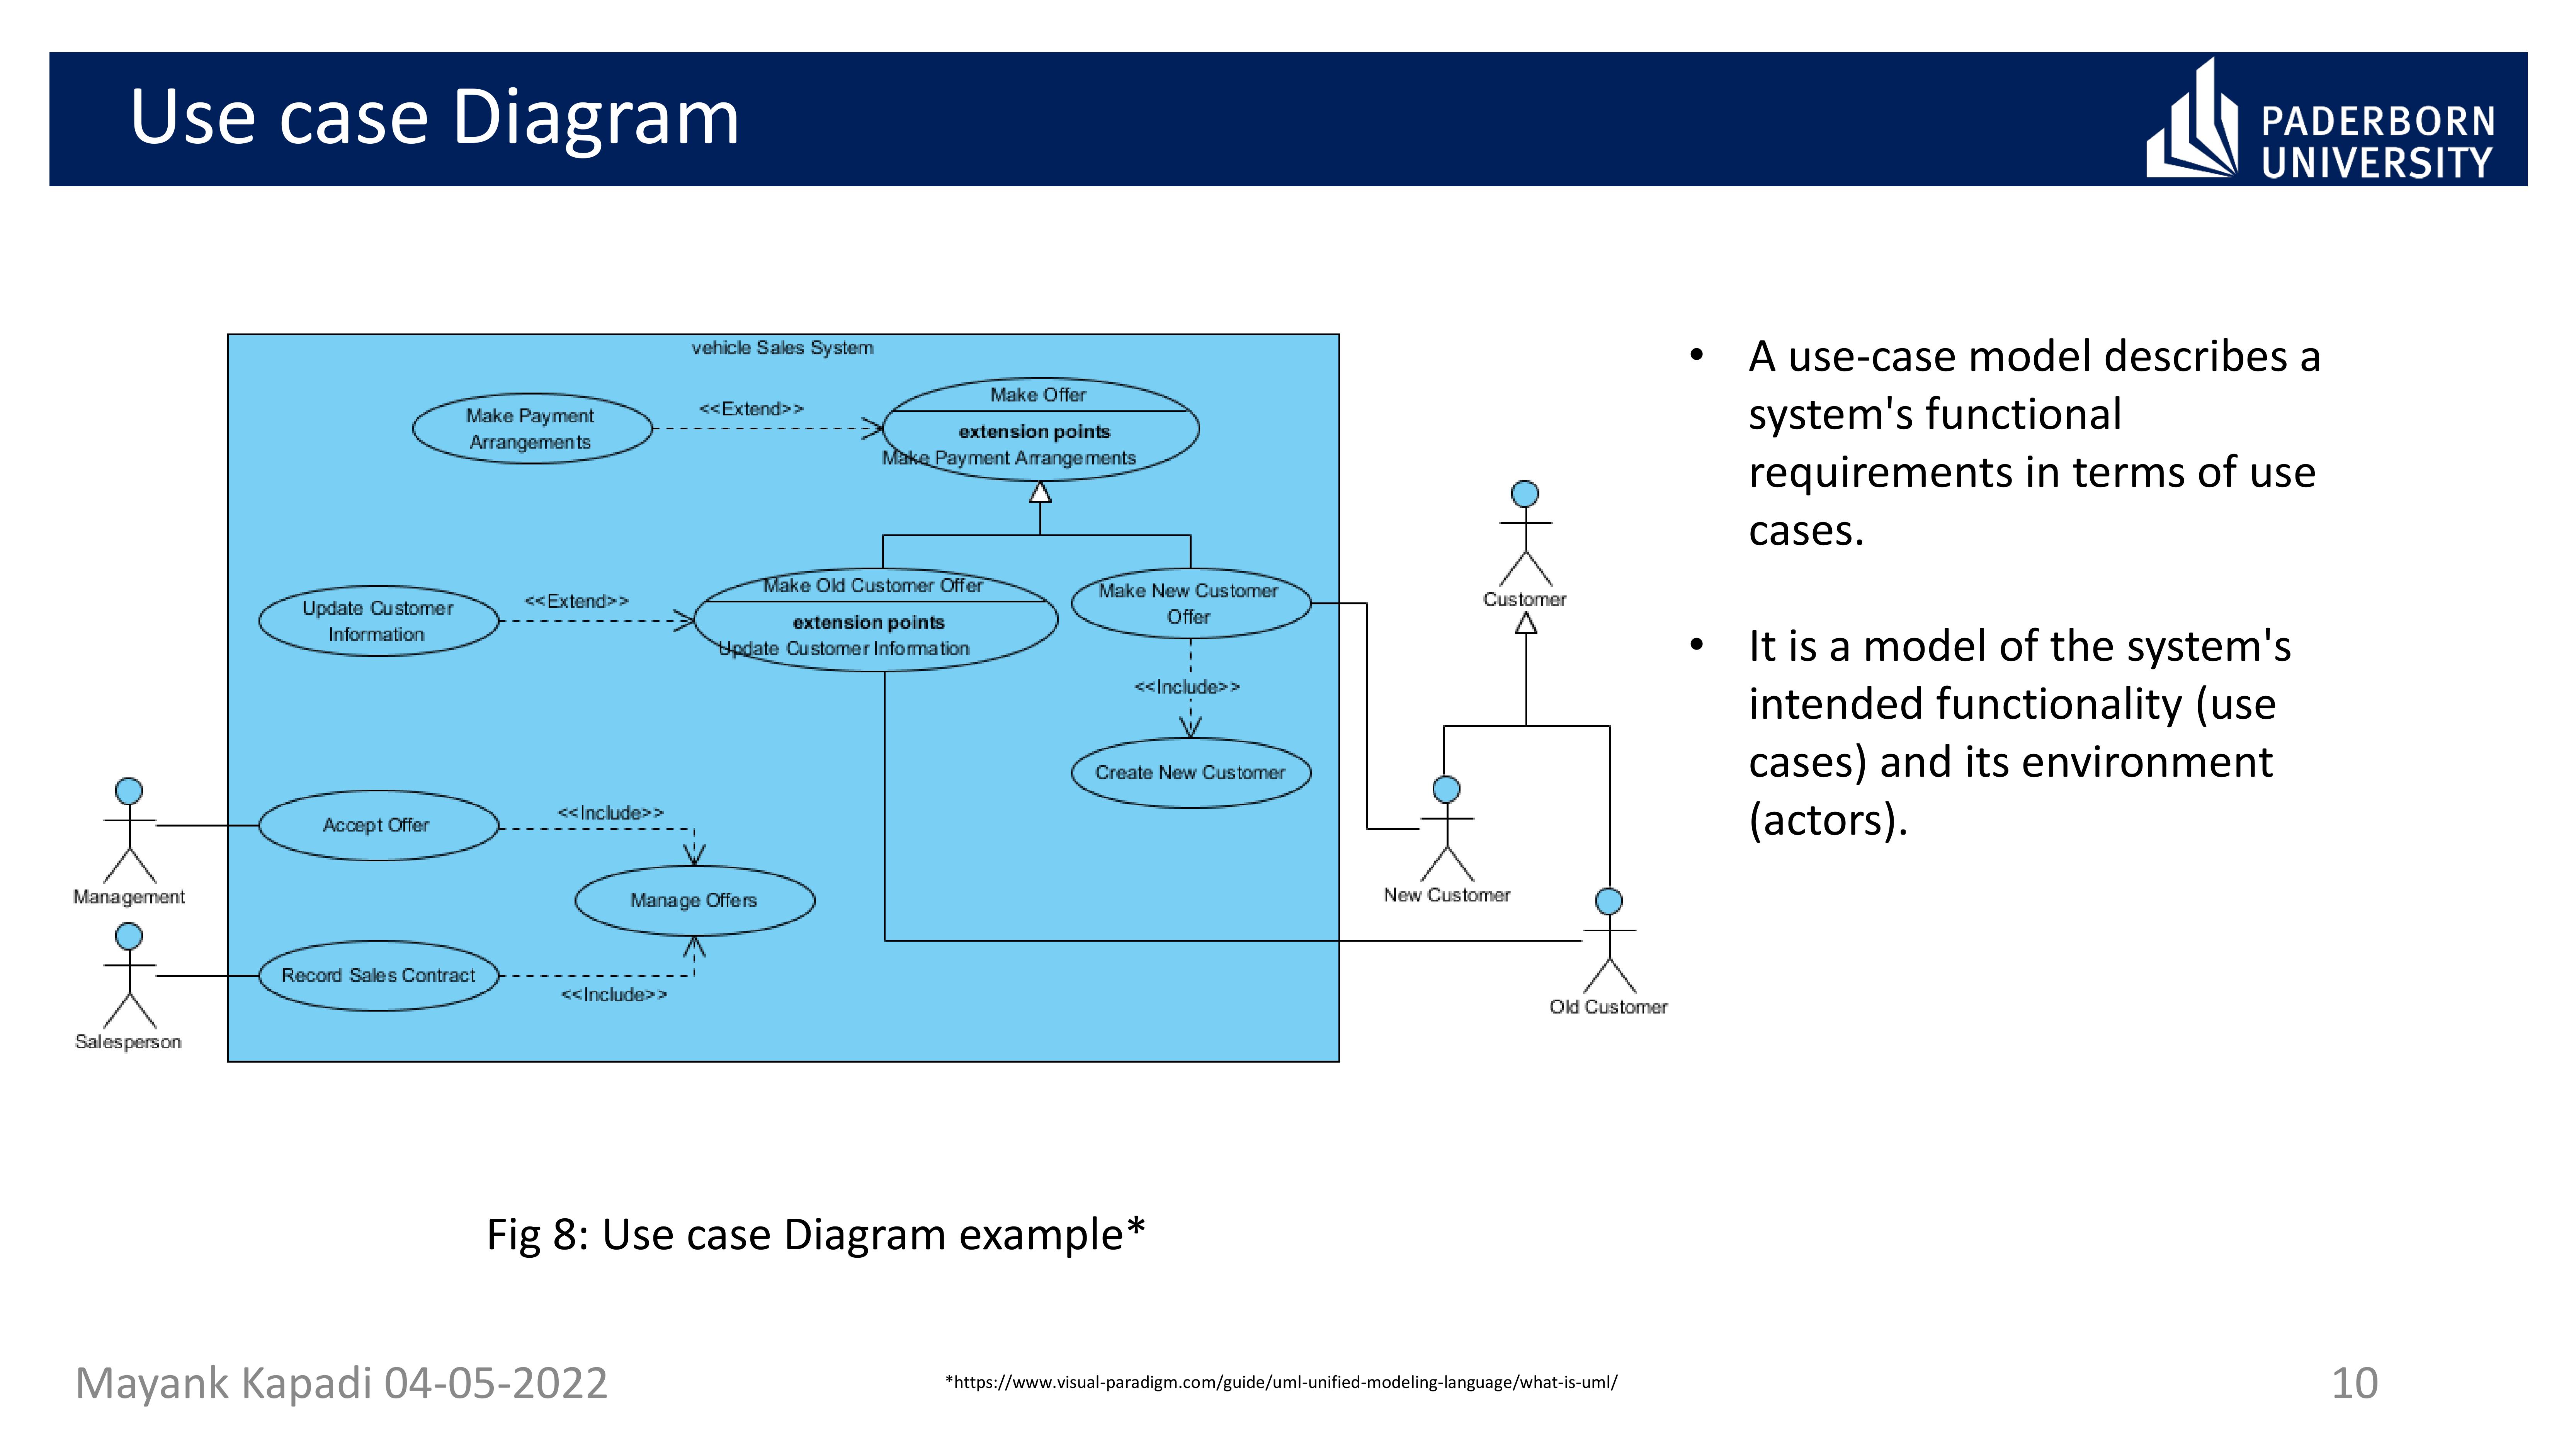 Use case Diagram
PADERBORN
UNIVERSITY
vehicle Sales System
Make Payment
Arrangements
<<Extend>>
Make Offer
extension points
Make Payment Arrangements
Update Customer
Information
<<Extend>>
Make Old Customer Offer
extension points
Update Customer Information
Make New Customer
Offer
<<Include>>
Create New Customer
Accept Offer
<<Include>>
Manage Offers
Record Sales Contract
<<Include>>
Management
Salesperson
Customer
New Customer
Old Customer
• A use-case model describes a
system's functional
requirements in terms of use
cases.
• It is a model of the system's
intended functionality (use
cases) and its environment
(actors).
Fig 8: Use case Diagram example*
Mayank Kapadi 04-05-2022
*https://www.visual-paradigm.com/guide/uml-unified-modeling-language/what-is-uml/
10